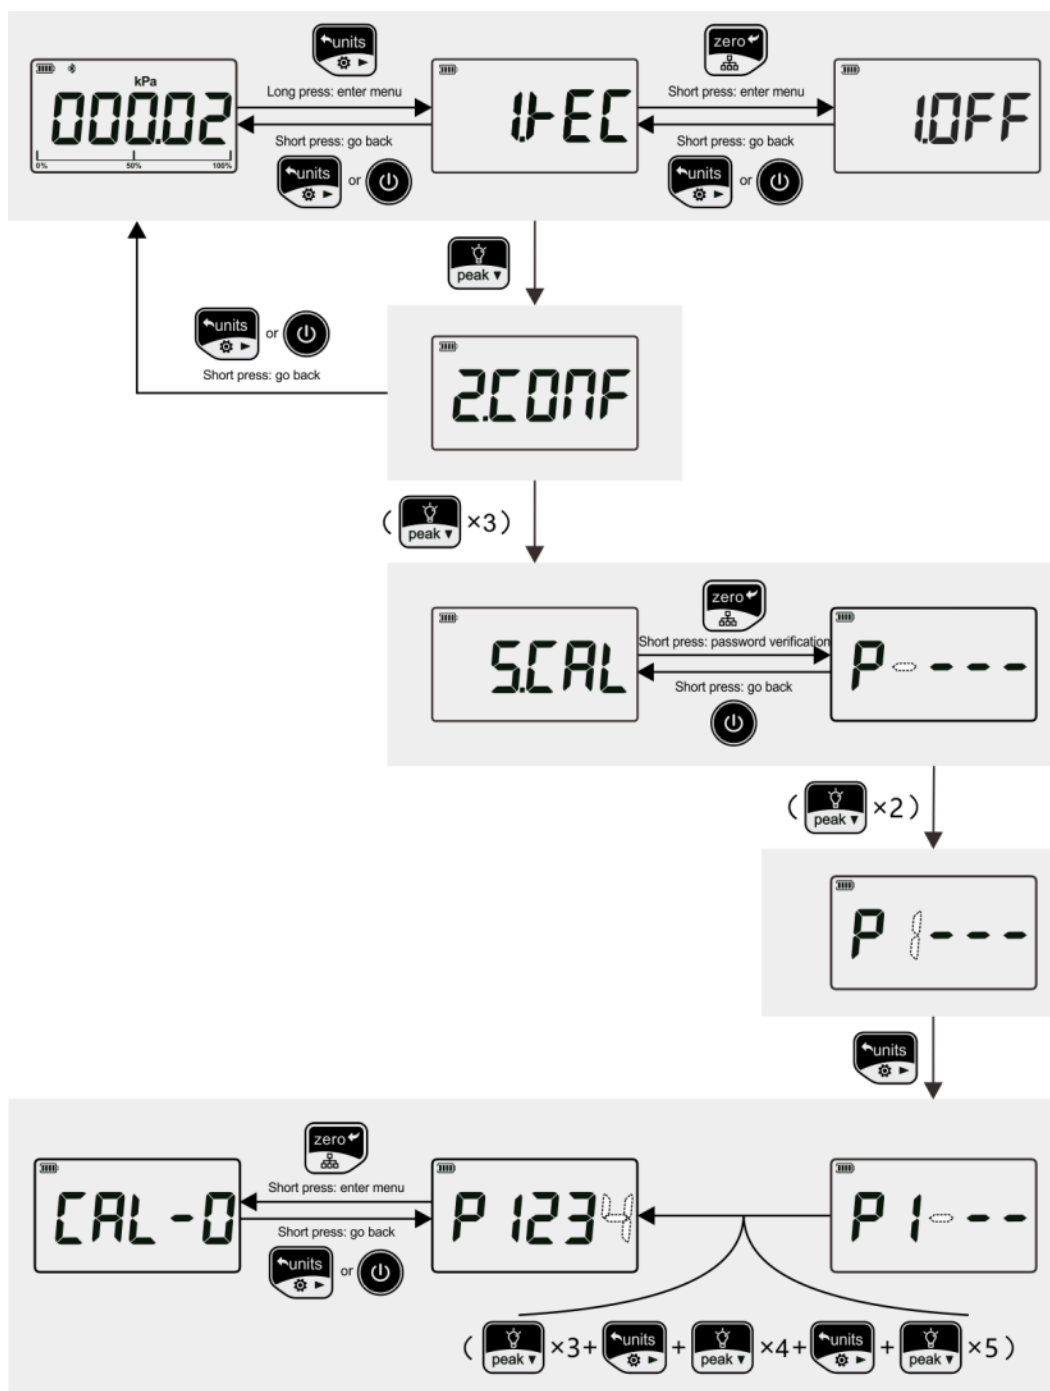 units
zero
kPa
000.02
0% 50% 100%
Long press: enter menu
1.rEC
Short press: enter menu
1.OFF
Short press: go back
units or
Short press: go back
units or
peak
units or
Short press: go back
2.CONF
( peak ×3 )
zero
5.CAL
Short press: password verification
P - - - -
Short press: go back
( peak ×2 )
P 1 - - -
units
zero
Short press: enter menu
CAL-0
P 1234
P 1 - - -
Short press: go back
units or
( peak ×3+ units + peak ×4+ units + peak ×5 )